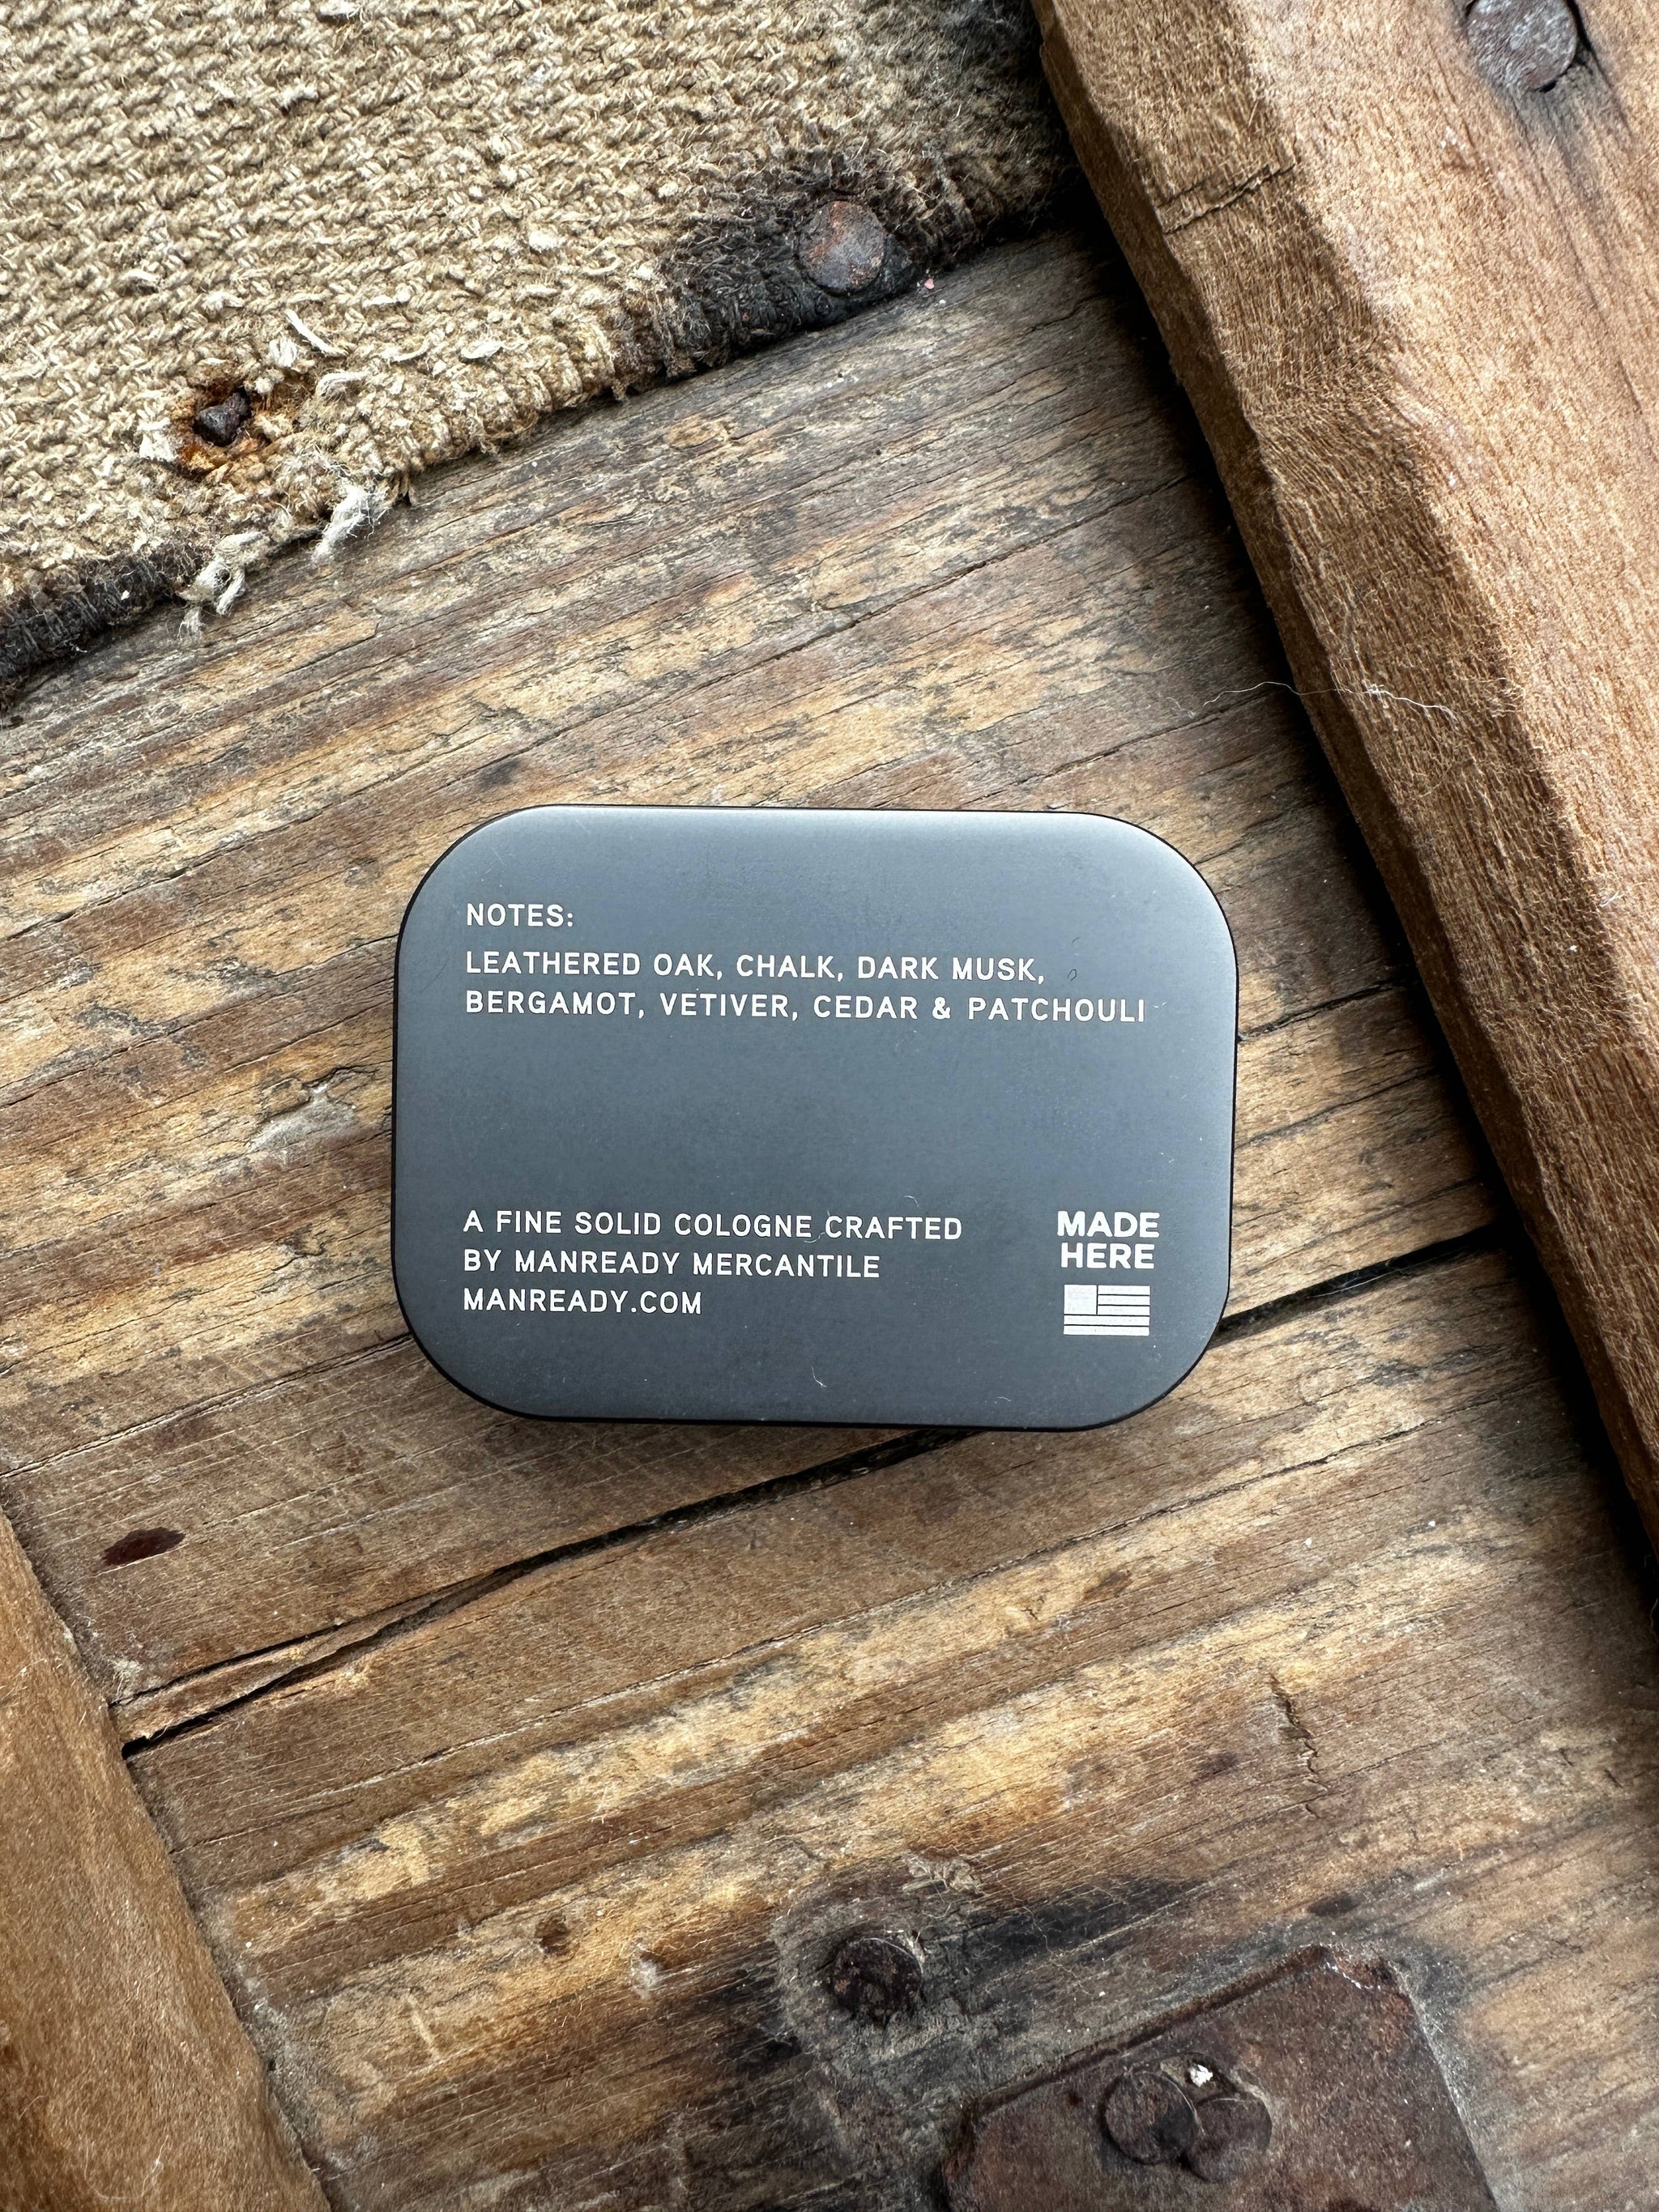 NOTES:
LEATHERED OAK, CHALK, DARK MUSK,
BERGAMOT, VETIVER, CEDAR & PATCHOULI
A FINE SOLID COLOGNE CRAFTED
BY MANREADY MERCANTILE
MANREADY.COM
MADE
HERE